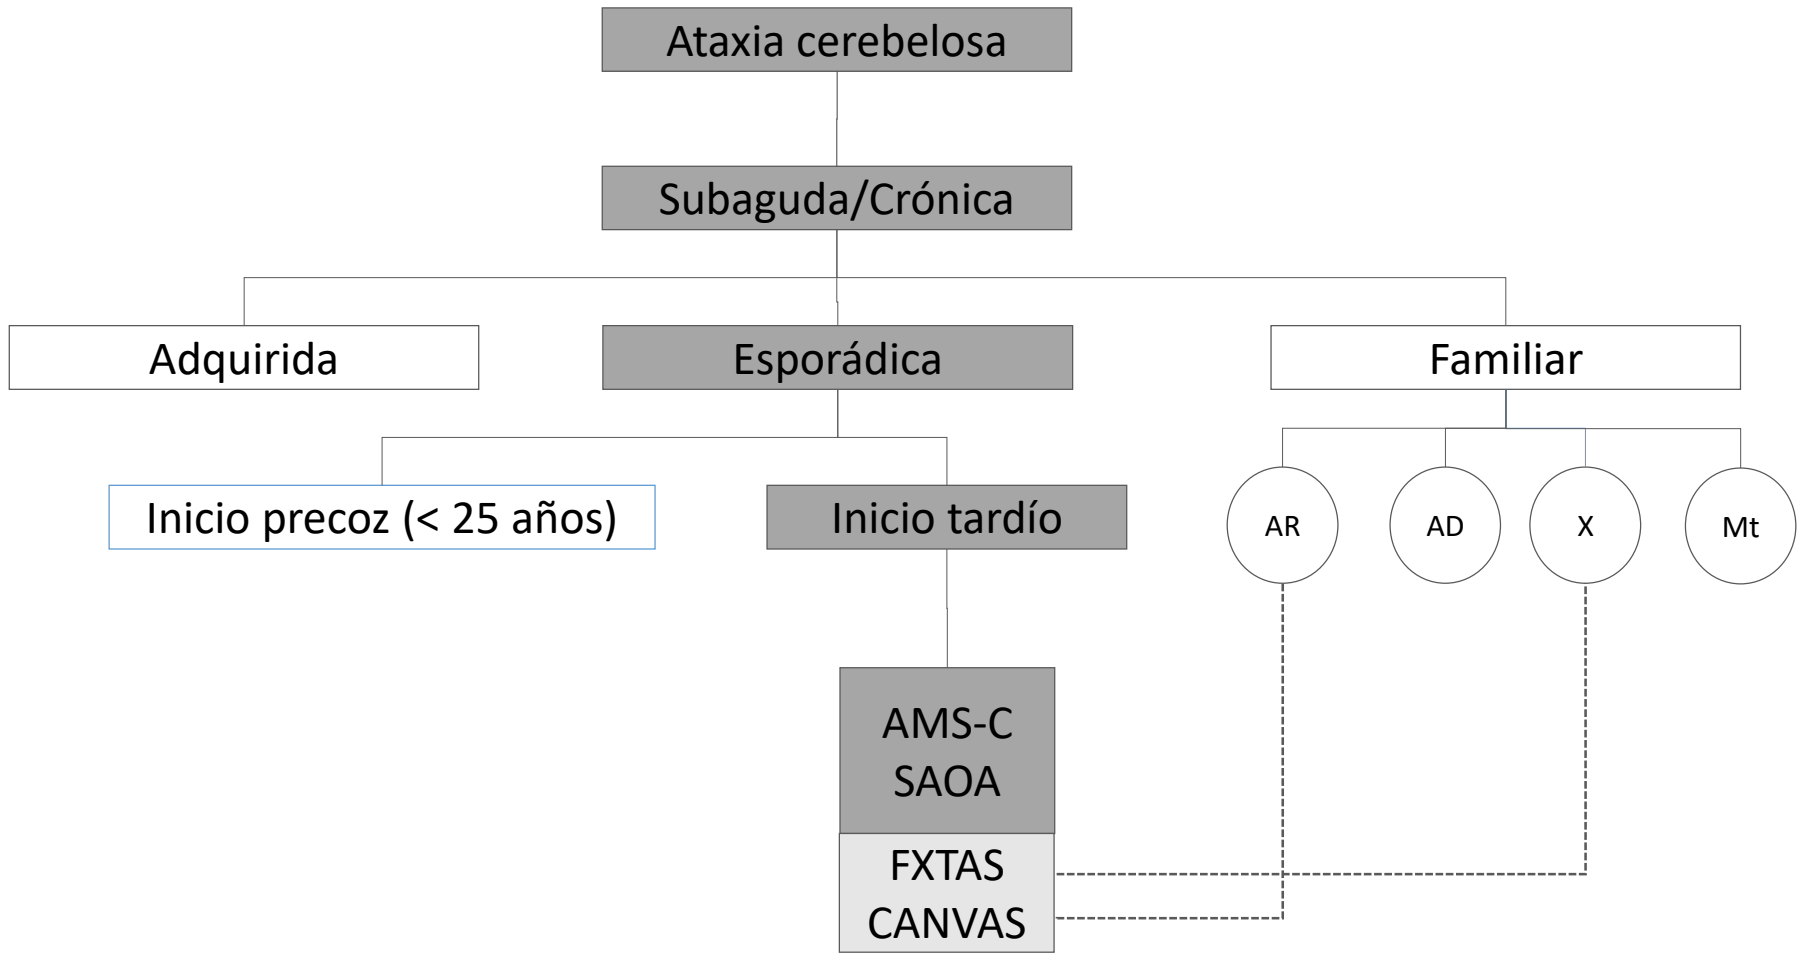 Ataxia cerebelosa
Subaguda/Crónica
Adquirida
Esporádica
Familiar
Inicio precoz (< 25 años)
Inicio tardío
AR
AD
X
Mt
AMS-C
SAOA
FXTAS
CANVAS